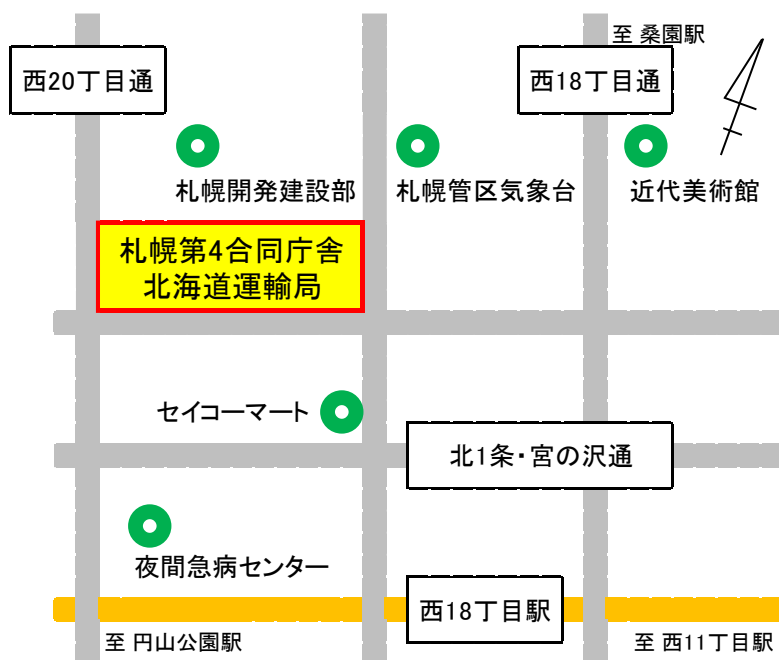 至 桑園駅
西20丁目通
西18丁目通
札幌開発建設部
札幌管区気象台
近代美術館
札幌第4合同庁舎
北海道運輸局
セイコーマート
北1条・宮の沢通
夜間急病センター
西18丁目駅
至 円山公園駅
至 西11丁目駅